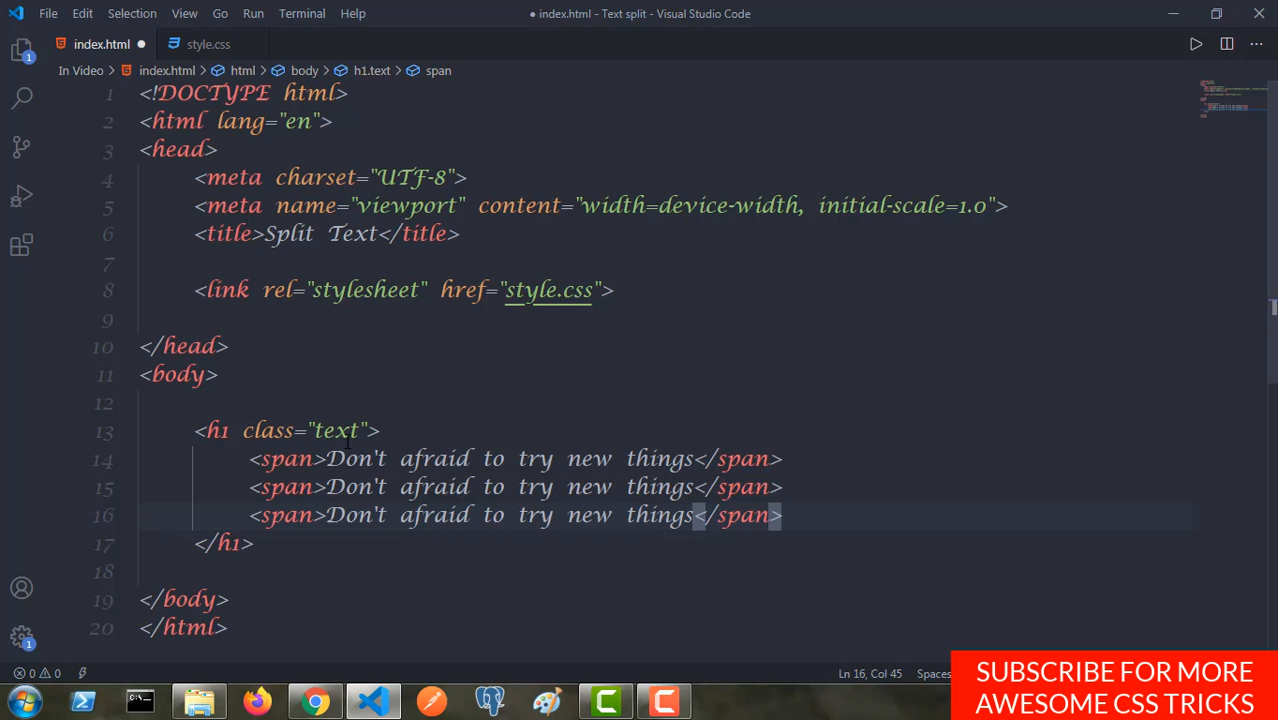 File Edit Selection View Go Run Terminal Help
● index.html - Text split - Visual Studio Code
index.html ● style.css
In Video > index.html > html > body > h1.text > span
1 <!DOCTYPE html>
2 <html lang="en">
3 <head>
4 <meta charset="UTF-8">
5 <meta name="viewport" content="width=device-width, initial-scale=1.0">
6 <title>Split Text</title>
7
8 <link rel="stylesheet" href="style.css">
9
10 </head>
11 <body>
12
13 <h1 class="text">
14 <span>Don't afraid to try new things</span>
15 <span>Don't afraid to try new things</span>
16 <span>Don't afraid to try new things</span>
17 </h1>
18
19 </body>
20 </html>
0 0 Ln 16, Col 45 Spaces
SUBSCRIBE FOR MORE
AWESOME CSS TRICKS